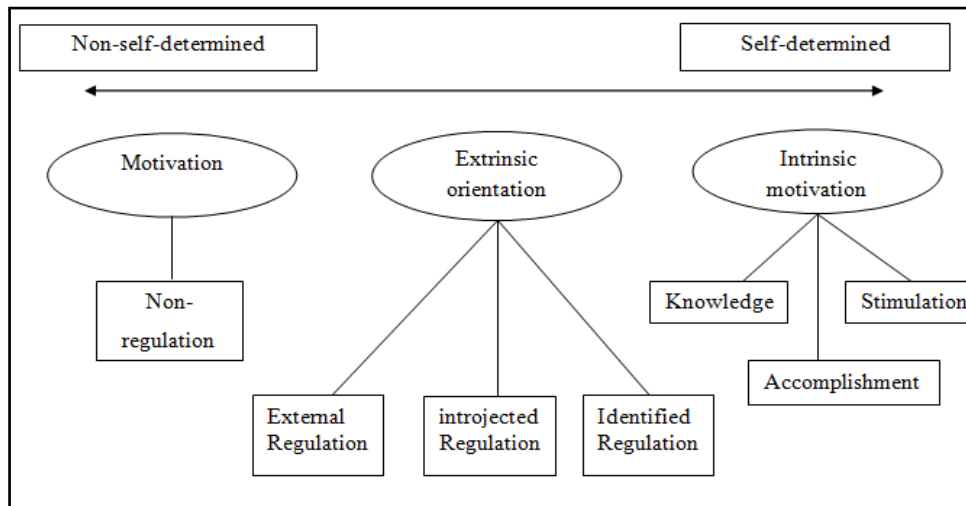 Non-self-determined
Self-determined
Motivation
Extrinsic
orientation
Intrinsic
motivation
Non-
regulation
Knowledge
Stimulation
Accomplishment
External
Regulation
introjected
Regulation
Identified
Regulation